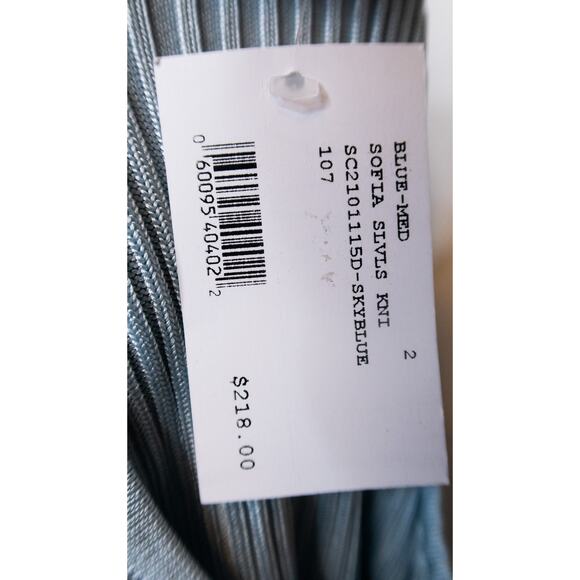 BLUE-MED
SOFIA SLVLS KNI
SC2101115D-SKYBLUE
107
2
0 60095 40402 2
$218.00